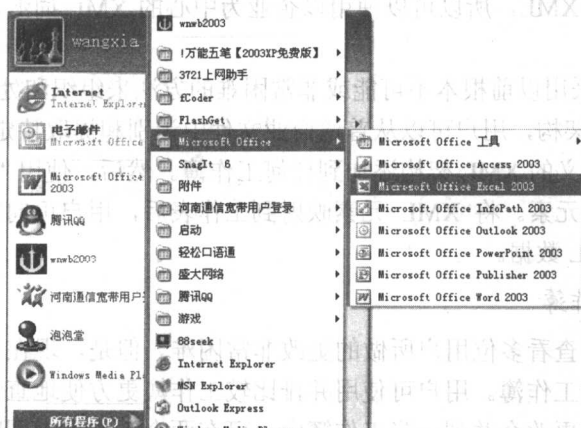 wangxia
Internet
Internet Explorer
电子邮件
Microsoft Office
Microsoft Office
2003
腾讯QQ
wnwb2003
河南通信宽带用户
泡泡堂
Windows Media Pl
所有程序(P)
wnwb2003
!万能五笔【2003XP免费版】
3721上网助手
fCoder
FlashGet
Microsoft Office
SnagIt 6
附件
河南通信宽带用户登录
启动
轻松口语通
盛大网络
腾讯QQ
游戏
88seek
Internet Explorer
MSN Explorer
Outlook Express
Microsoft Office 工具
Microsoft Office Access 2003
Microsoft Office Excel 2003
Microsoft Office InfoPath 2003
Microsoft Office Outlook 2003
Microsoft Office PowerPoint 2003
Microsoft Office Publisher 2003
Microsoft Office Word 2003